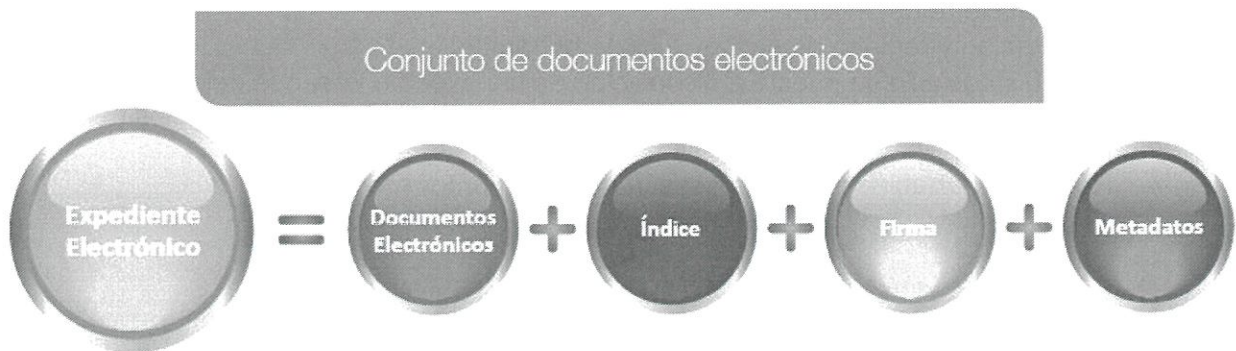 Conjunto de documentos electrónicos
Expediente
Electrónico
=
Documentos
Electrónicos
+
Índice
+
Firma
+
Metadatos